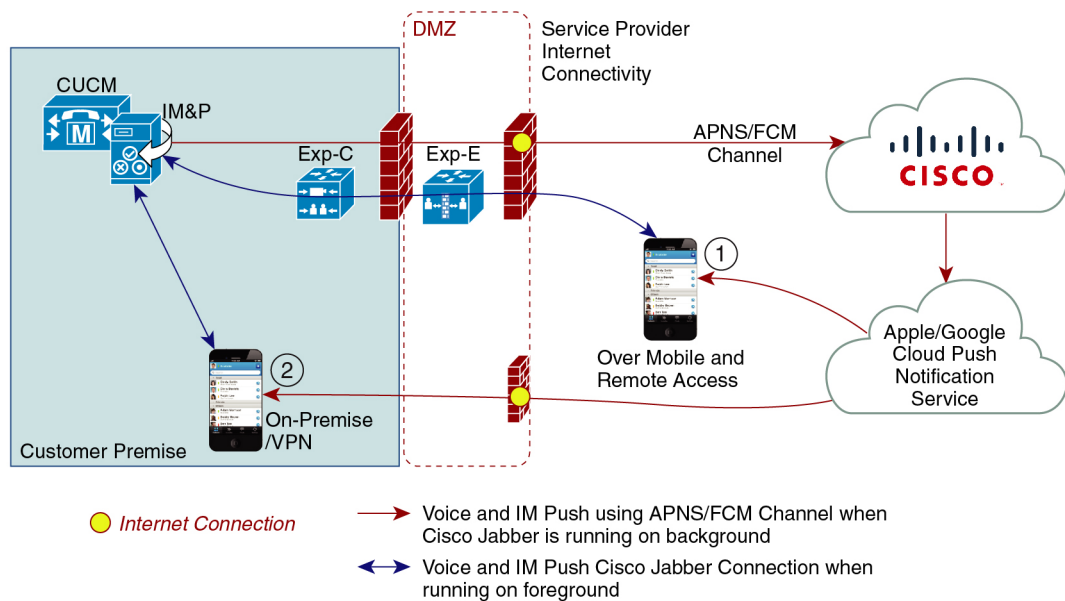 DMZ
Service Provider
Internet
Connectivity
CUCM
IM&P
M
Exp-C
Exp-E
APNS/FCM
Channel
CISCO
1
Over Mobile and
Remote Access
Apple/Google
Cloud Push
Notification
Service
2
On-Premise
/VPN
Customer Premise
Internet Connection
Voice and IM Push using APNS/FCM Channel when
Cisco Jabber is running on background
Voice and IM Push Cisco Jabber Connection when
running on foreground